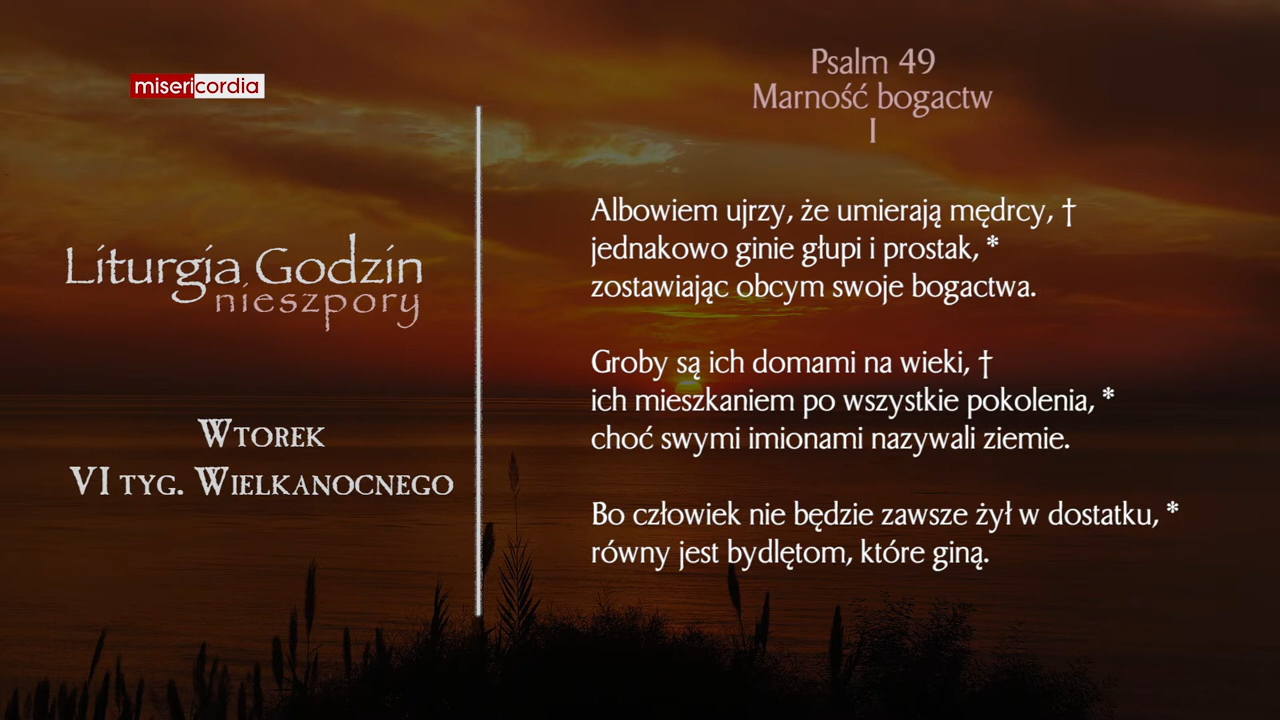 misericordia
Liturgia Godzin
nieszpory
Wtorek
VI tyg. Wielkanocnego
Psalm 49
Marność bogactw
I
Albowiem ujrzy, że umierają mędrcy, †
jednakowo ginie głupi i prostak, *
zostawiając obcym swoje bogactwa.
Groby są ich domami na wieki, †
ich mieszkaniem po wszystkie pokolenia, *
choć swymi imionami nazywali ziemie.
Bo człowiek nie będzie zawsze żył w dostatku, *
równy jest bydlętom, które giną.